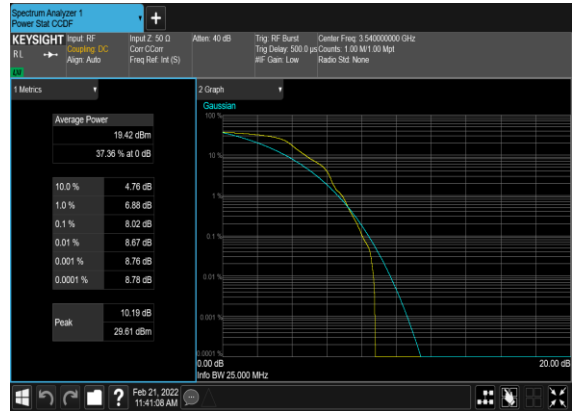 Spectrum Analyzer 1
Power Stat CCDF
+
KEYSIGHT
RL
Input: RF
Coupling: DC
Align: Auto
Input Z: 50 Ω
Corr CCorr
Freq Ref: Int (S)
Atten: 40 dB
Trig: RF Burst
Trig Delay: 500.0 µs
#IF Gain: Low
Center Freq: 3.540000000 GHz
Counts: 1.00 M/1.00 Mpt
Radio Std: None
1 Metrics
Average Power
19.42 dBm
37.36 % at 0 dB
10.0 % 4.76 dB
1.0 % 6.88 dB
0.1 % 8.02 dB
0.01 % 8.67 dB
0.001 % 8.76 dB
0.0001 % 8.78 dB
Peak
10.19 dB
29.61 dBm
2 Graph
Gaussian
100 %
10 %
1 %
0.1 %
0.01 %
0.001 %
0.0001 %
0.00 dB
20.00 dB
Info BW 25.000 MHz
?
Feb 21, 2022
11:41:08 AM